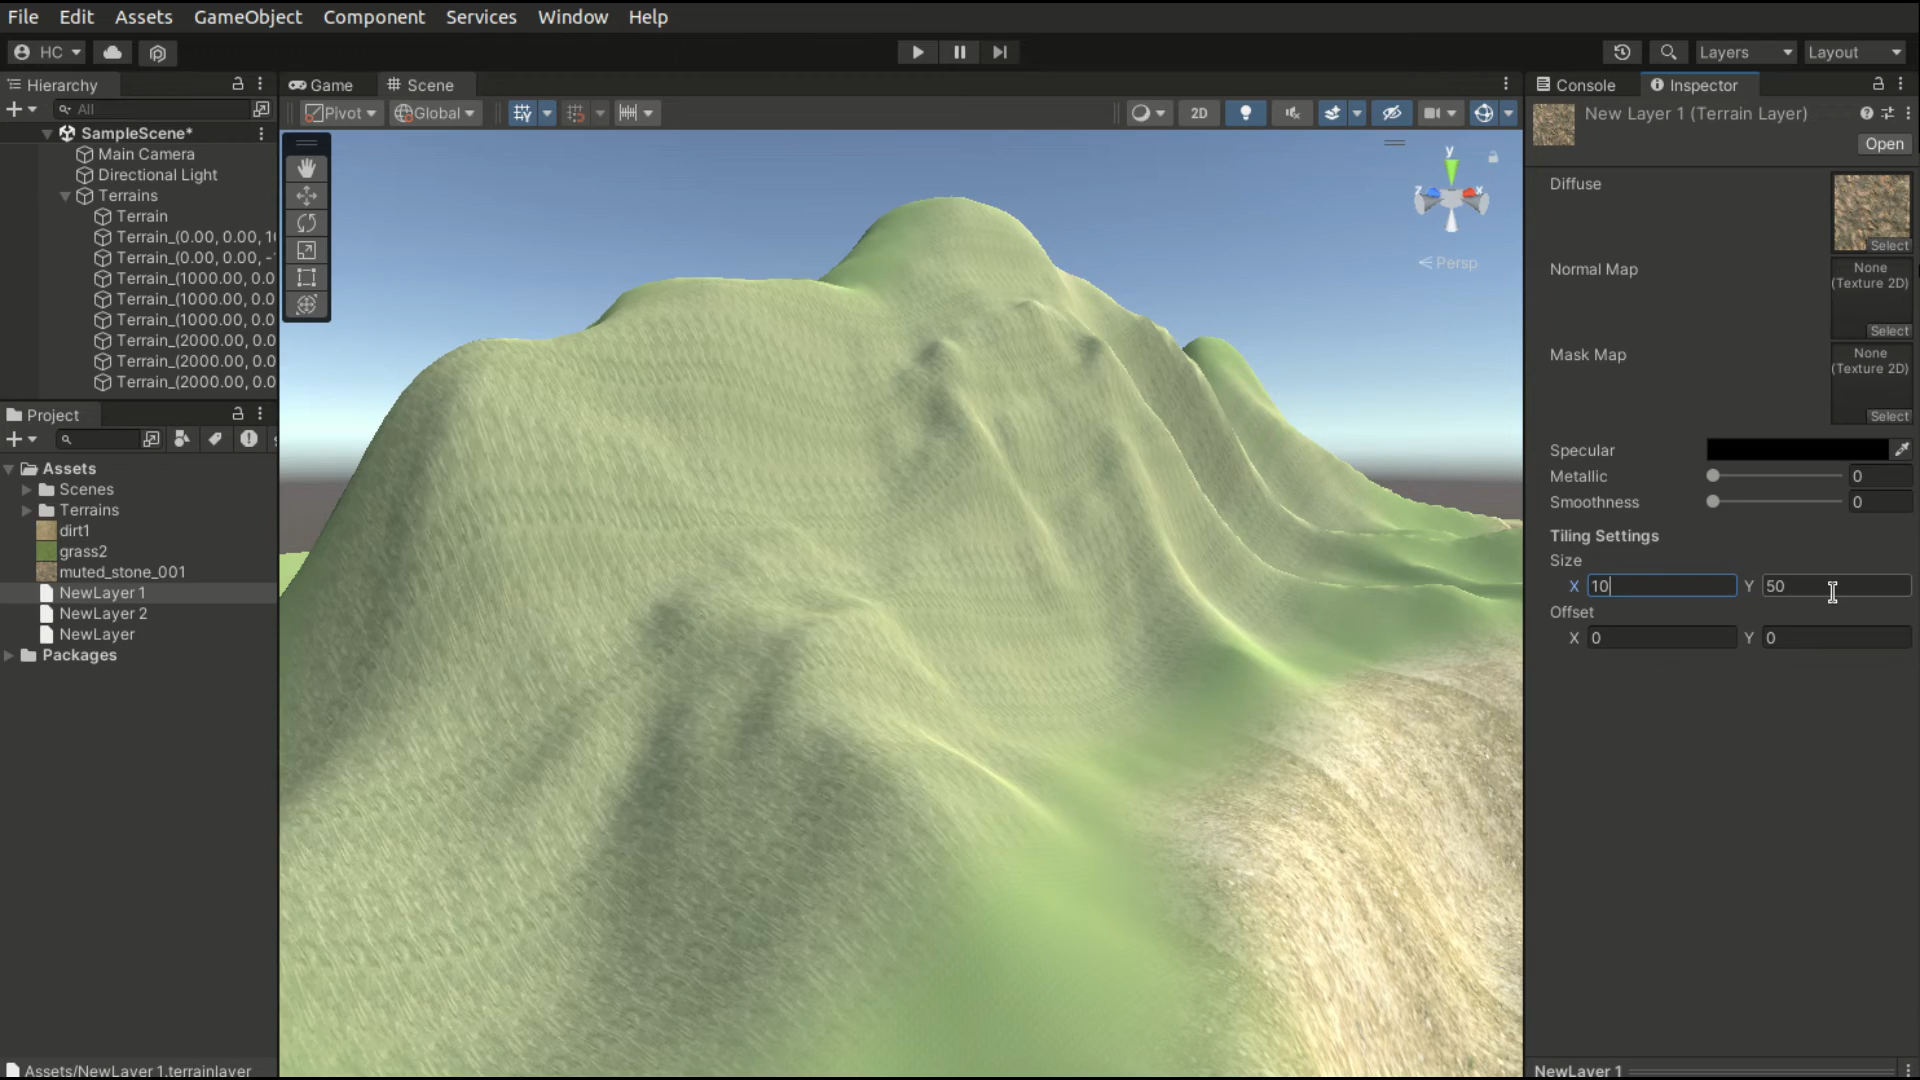 File Edit Assets GameObject Component Services Window Help
HC Layers Layout
Hierarchy
All
SampleScene*
Main Camera
Directional Light
Terrains
Terrain
Terrain_(0.00, 0.00, 1
Terrain_(0.00, 0.00, -
Terrain_(1000.00, 0.0
Terrain_(1000.00, 0.0
Terrain_(1000.00, 0.0
Terrain_(2000.00, 0.0
Terrain_(2000.00, 0.0
Terrain_(2000.00, 0.0
Project
Assets
Scenes
Terrains
dirt1
grass2
muted_stone_001
NewLayer 1
NewLayer 2
NewLayer
Packages
Assets/NewLayer 1.terrainlayer
Game Scene
Pivot Global 2D
y
z x
Persp
Console Inspector
New Layer 1 (Terrain Layer)
Open
Diffuse
Select
Normal Map None
(Texture 2D)
Select
Mask Map None
(Texture 2D)
Select
Specular
Metallic 0
Smoothness 0
Tiling Settings
Size
X 10 Y 50
Offset
X 0 Y 0
NewLayer 1